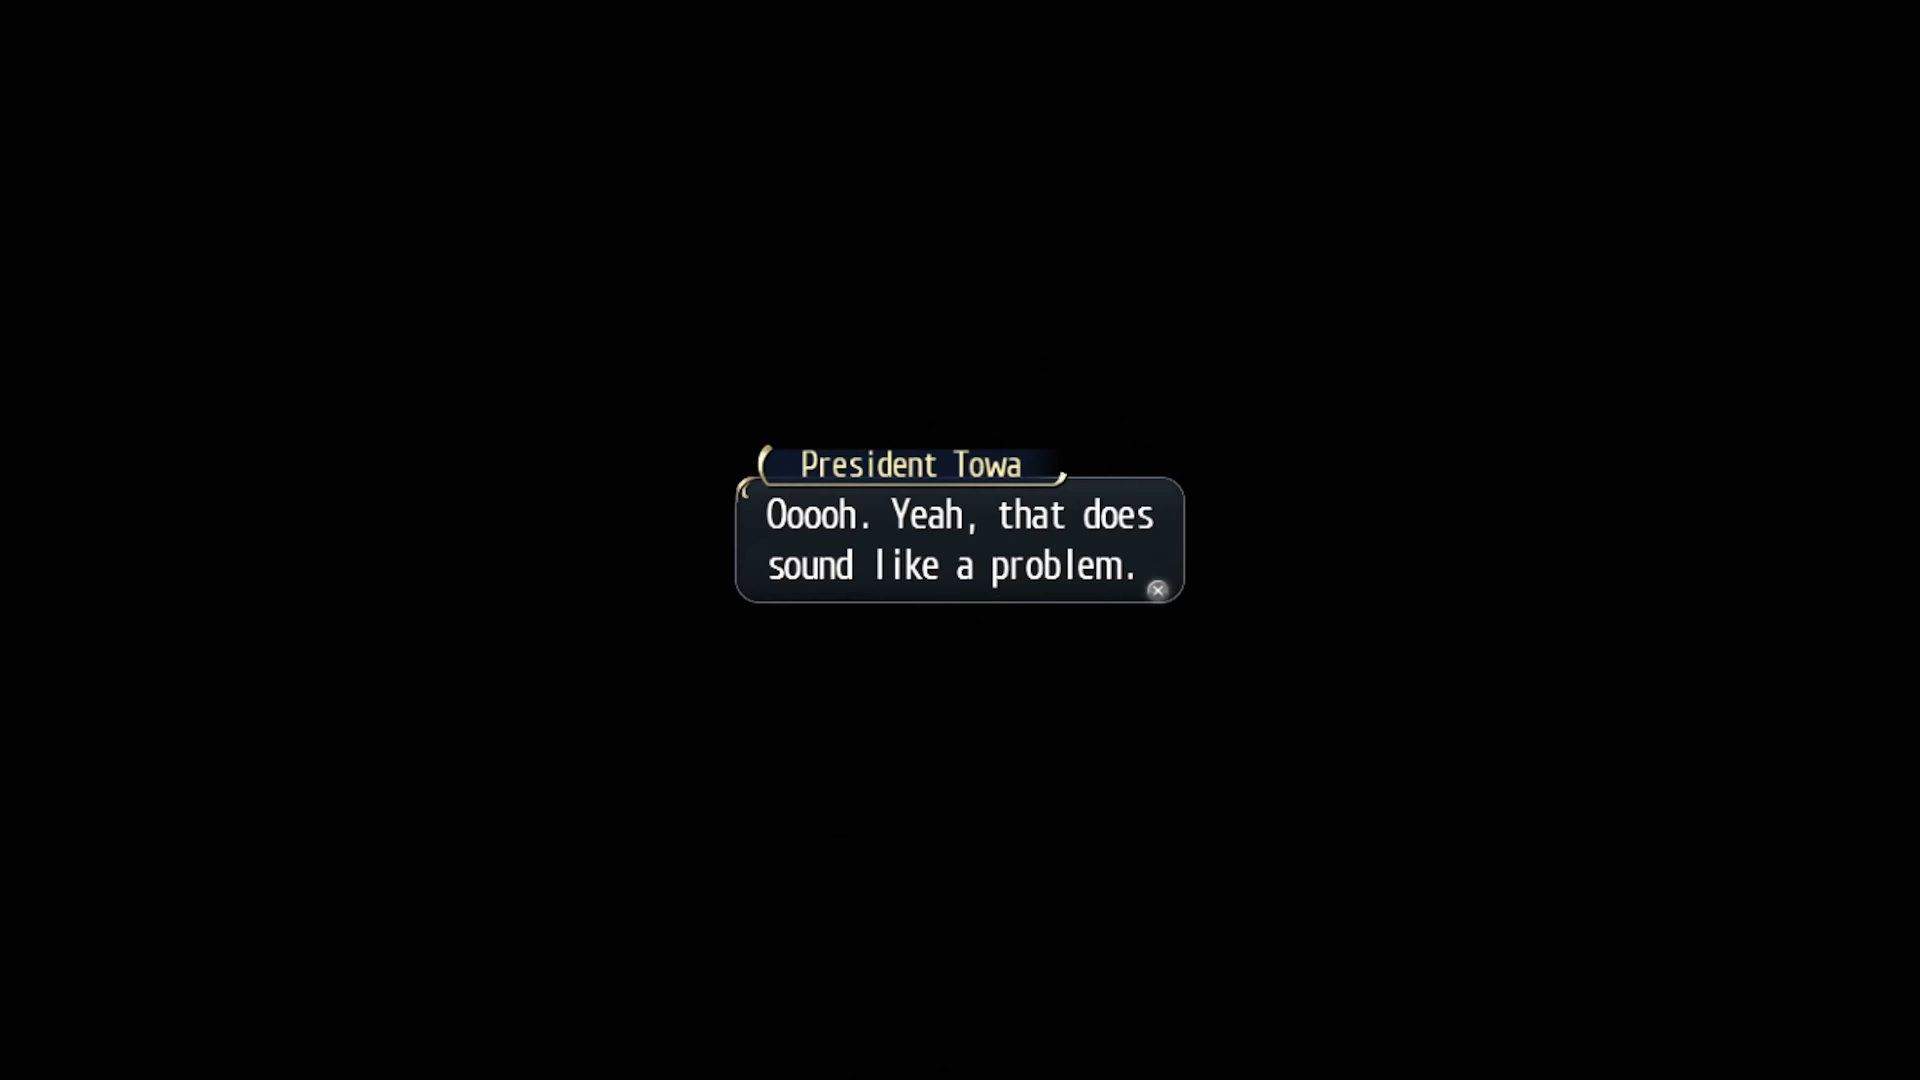 President Towa
Ooooh. Yeah, that does
sound like a problem.